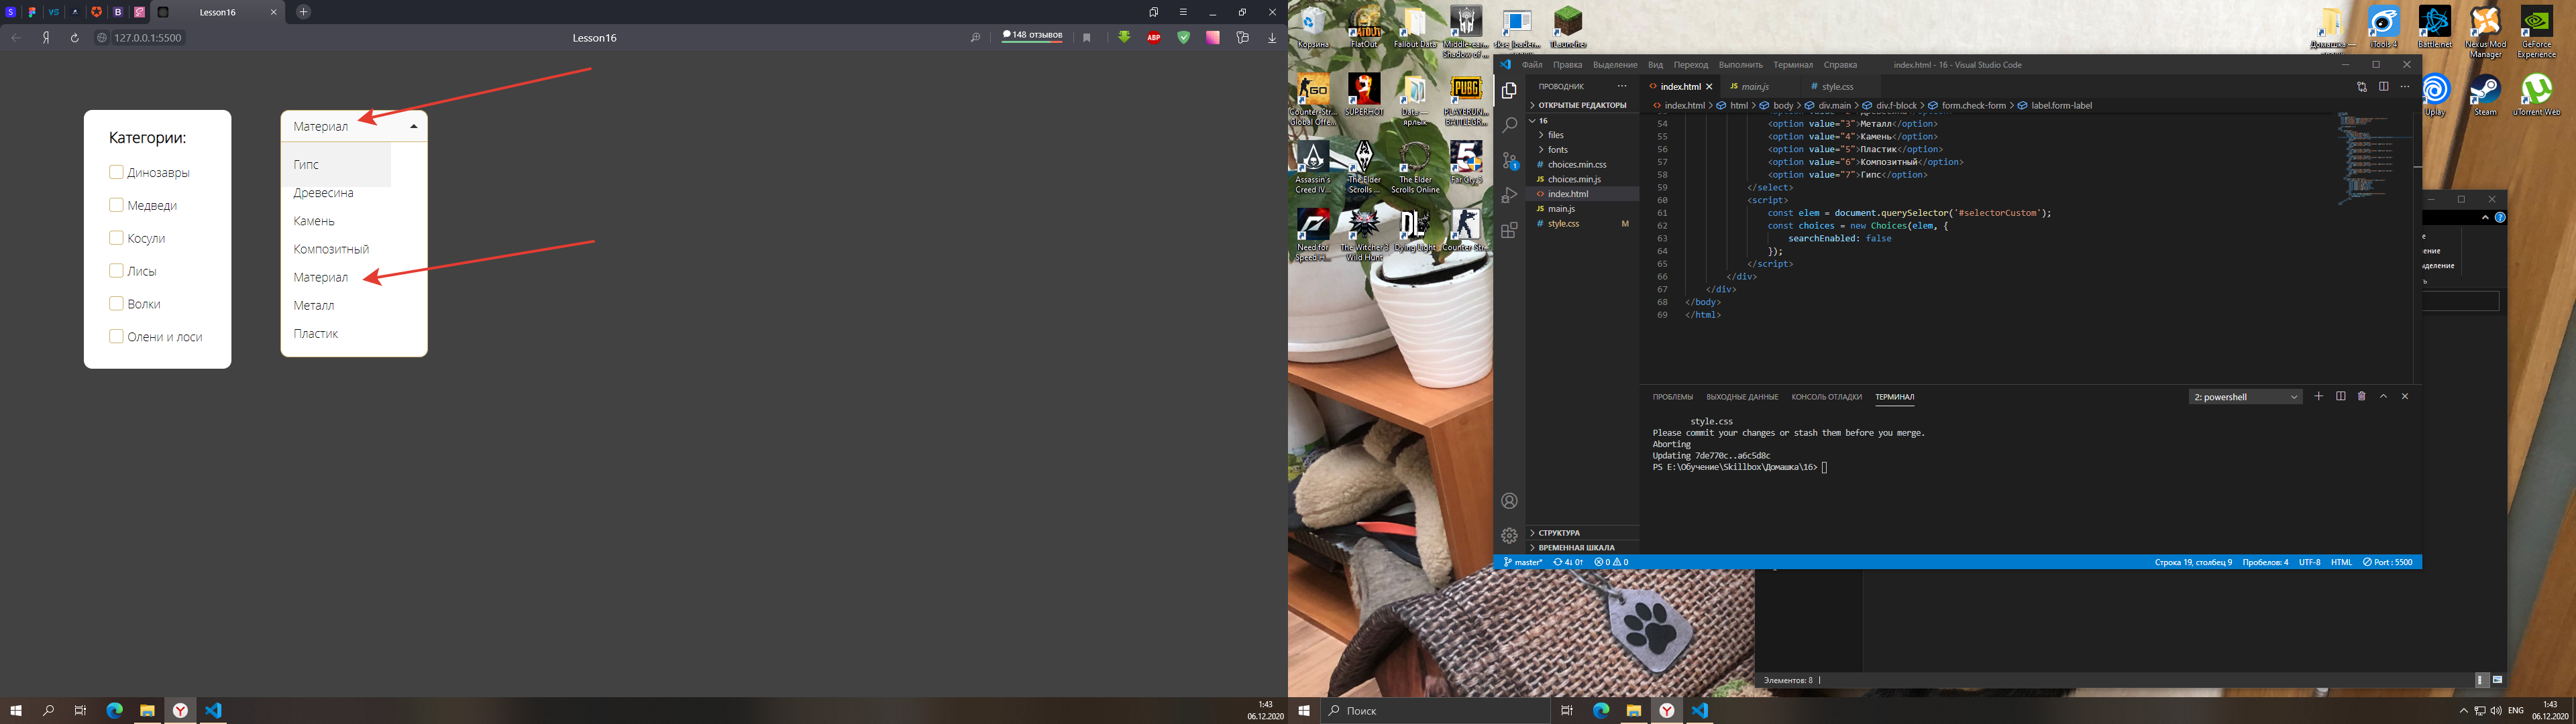 Lesson16
127.0.0.1:5500
Lesson16
148 отзывов
ABP
Категории:
Динозавры
Медведи
Косули
Лисы
Волки
Олени и лоси
Материал
Гипс
Древесина
Камень
Композитный
Материал
Металл
Пластик
1:43
06.12.2020
Корзина
FlatOut
Fallout Data
Middle-ear...
Shadow of ...
skse_loader...
TLauncher
Counter-Str...
Global Offe...
SUPERHOT
Data —
ярлык
PLAYERUN...
BATTLEGR...
Assassin's
Creed IV...
The Elder
Scrolls ...
The Elder
Scrolls Online
Far Cry 5
Need for
Speed H...
The Witcher 3
Wild Hunt
Dying Light
Counter-Str...
Домашка —
iTools 4
Battle.net
Nexus Mod
Manager
GeForce
Experience
Uplay
Steam
uTorrent Web
Файл Правка Выделение Вид Переход Выполнить Терминал Справка
index.html - 16 - Visual Studio Code
ПРОВОДНИК
ОТКРЫТЫЕ РЕДАКТОРЫ
16
files
fonts
choices.min.css
choices.min.js
index.html
main.js
style.css M
СТРУКТУРА
ВРЕМЕННАЯ ШКАЛА
index.html main.js style.css
index.html > html > body > div.main > div.f-block > form.check-form > label.form-label
54 <option value="3">Металл</option>
55 <option value="4">Камень</option>
56 <option value="5">Пластик</option>
57 <option value="6">Композитный</option>
58 <option value="7">Гипс</option>
59 </select>
60 <script>
61 const elem = document.querySelector('#selectorCustom');
62 const choices = new Choices(elem, {
63 searchEnabled: false
64 });
65 </script>
66 </div>
67 </div>
68 </body>
69 </html>
ПРОБЛЕМЫ ВЫХОДНЫЕ ДАННЫЕ КОНСОЛЬ ОТЛАДКИ ТЕРМИНАЛ
2: powershell
style.css
Please commit your changes or stash them before you merge.
Aborting
Updating 7de770c..a6c5d8c
PS E:\Обучение\Skillbox\Домашка\16>
master* 4↓ 0↑ 0 0
Строка 19, столбец 9 Пробелов: 4 UTF-8 HTML Port : 5500
Элементов: 8
Поиск
ENG
1:43
06.12.2020